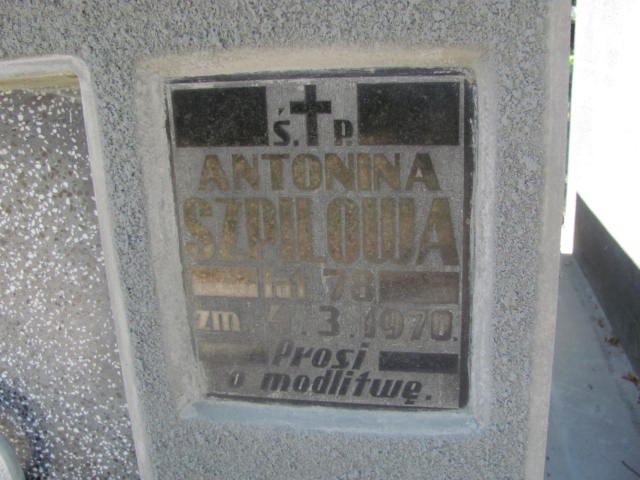 Ś. P.
ANTONINA
SZPILOWA
lat 78
zm 4.3.1970.
Prosi
o modlitwę.